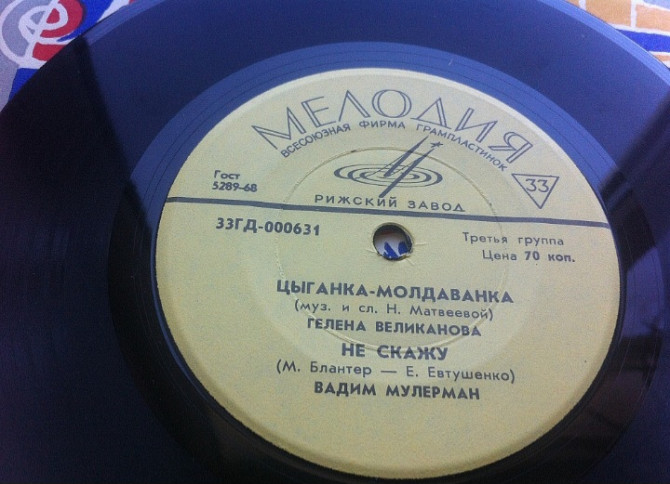 МЕЛОДИЯ
ВСЕСОЮЗНАЯ ФИРМА ГРАМПЛАСТИНОК
33
Гост
5289-68
РИЖСКИЙ ЗАВОД
33ГД-000631
Третья группа
Цена 70 коп.
ЦЫГАНКА-МОЛДАВАНКА
(муз. и сл. Н. Матвеевой)
ГЕЛЕНА ВЕЛИКАНОВА
НЕ СКАЖУ
(М. Блантер — Е. Евтушенко)
ВАДИМ МУЛЕРМАН